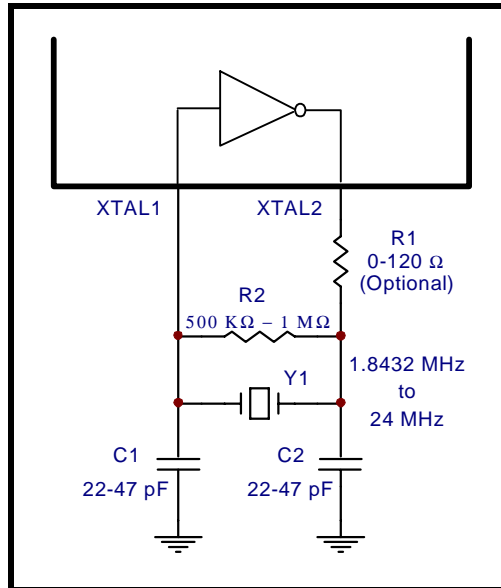 XTAL1
XTAL2
R1
0-120 Ω
(Optional)
R2
500 KΩ – 1 MΩ
Y1
1.8432 MHz
to
24 MHz
C1
22-47 pF
C2
22-47 pF